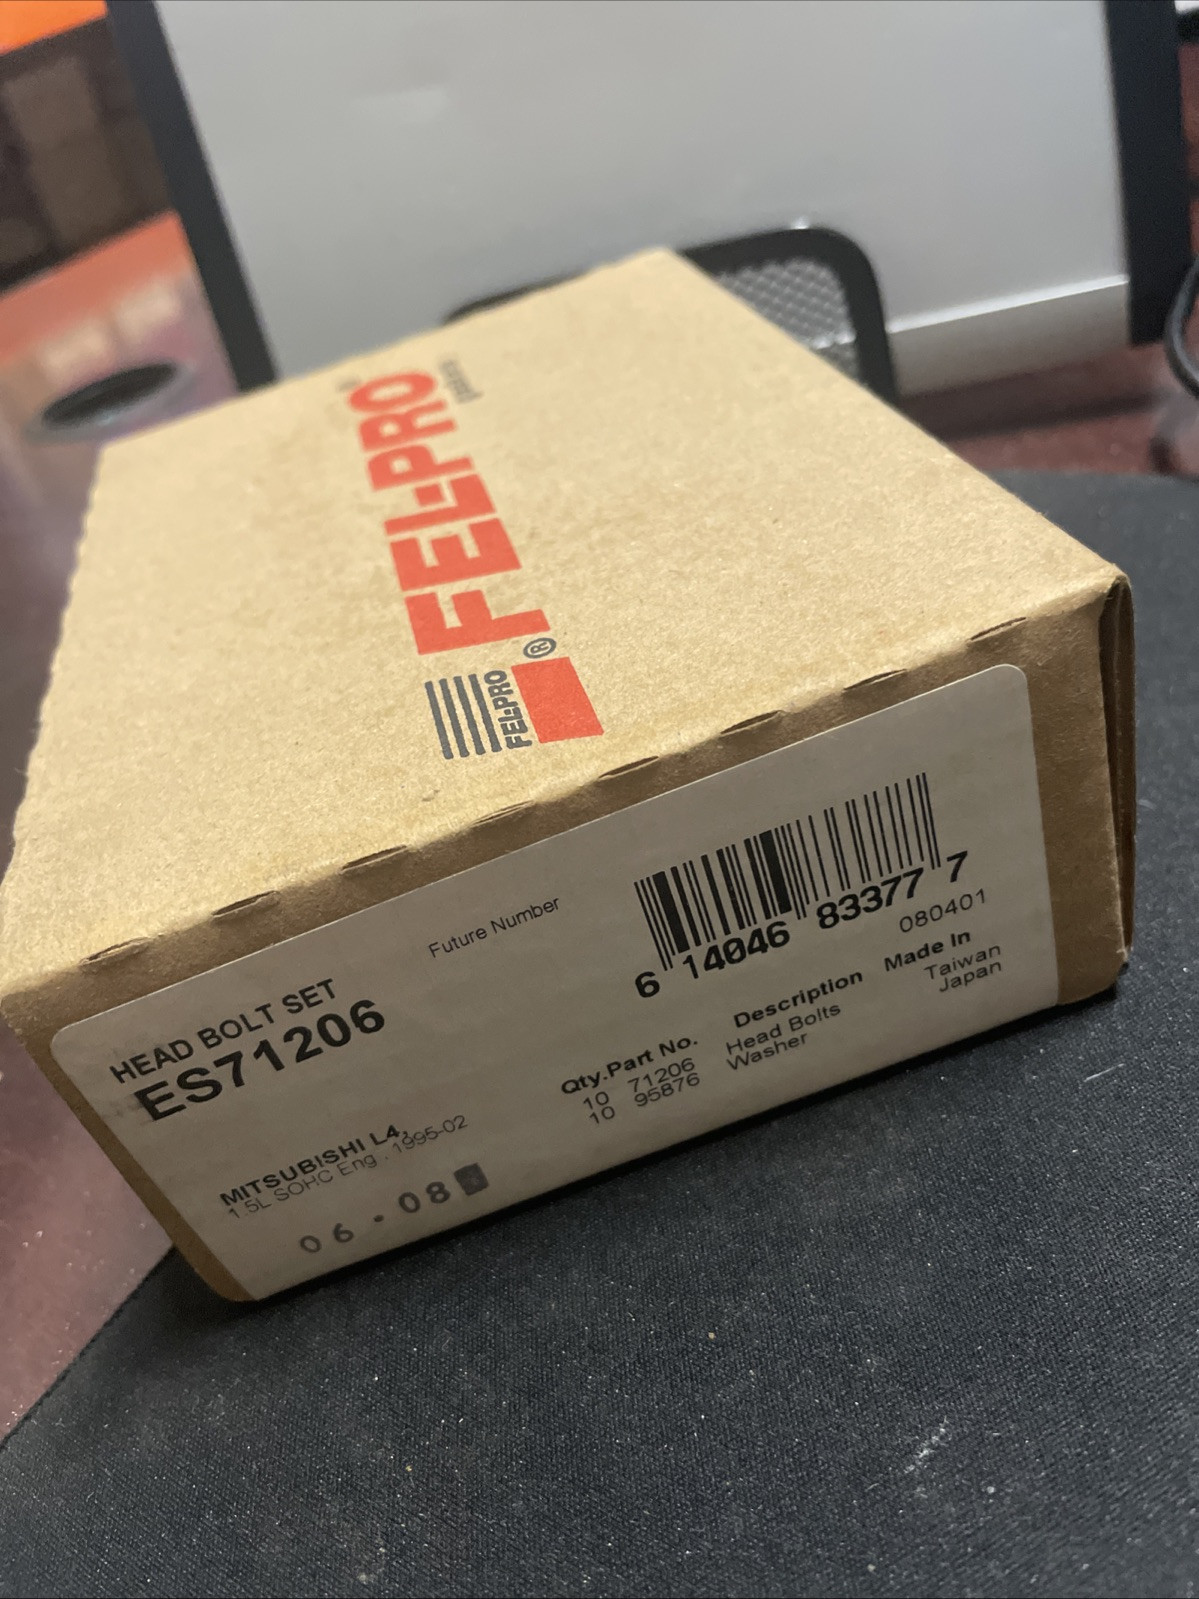 FEL-PRO
®
FEL-PRO
HEAD BOLT SET
ES71206
Future Number
6 14046 83377 7
080401
MITSUBISHI L4,
1.5L SOHC Eng . 1995-02
06 - 08
Qty. Part No. Description Made In
10 71206 Head Bolts Taiwan
10 95876 Washer Japan